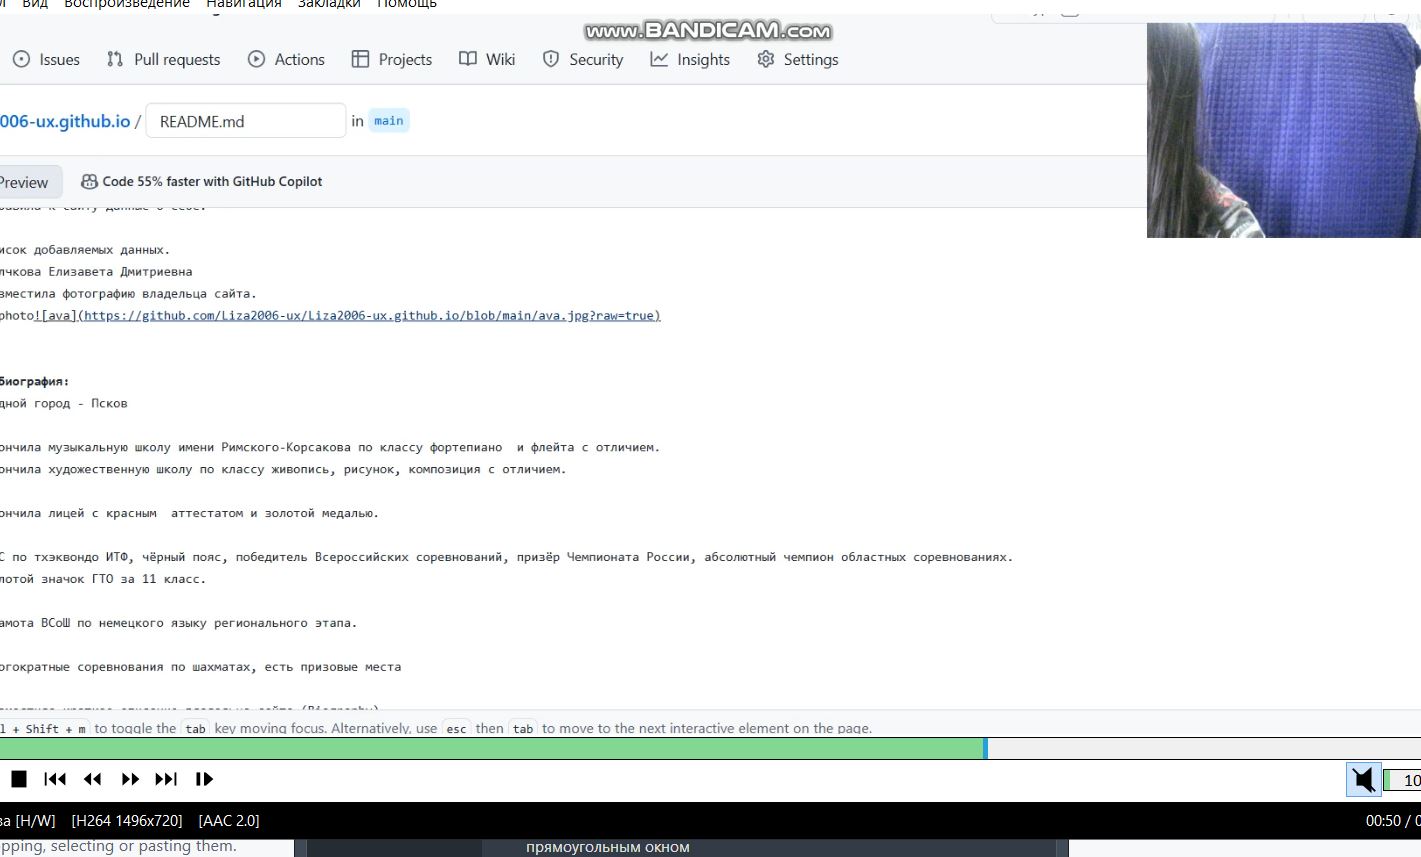 Вид Воспроизведение Навигация Закладки Помощь
www.BANDICAM.com
Issues Pull requests Actions Projects Wiki Security Insights Settings
006-ux.github.io / README.md in main
Preview Code 55% faster with GitHub Copilot
к сайту данные о себе.
исок добавляемых данных.
лчкова Елизавета Дмитриевна
зместила фотографию владельца сайта.
photo![ava](https://github.com/Liza2006-ux/Liza2006-ux.github.io/blob/main/ava.jpg?raw=true)
биография:
дной город - Псков
ончила музыкальную школу имени Римского-Корсакова по классу фортепиано и флейта с отличием.
ончила художественную школу по классу живопись, рисунок, композиция с отличием.
ончила лицей с красным аттестатом и золотой медалью.
С по тхэквондо ИТФ, чёрный пояс, победитель Всероссийских соревнований, призёр Чемпионата России, абсолютный чемпион областных соревнованиях.
лотой значок ГТО за 11 класс.
амота ВСоШ по немецкого языку регионального этапа.
огократные соревнования по шахматах, есть призовые места
l + Shift + m to toggle the tab key moving focus. Alternatively, use esc then tab to move to the next interactive element on the page.
10
ва [H/W] [H264 1496x720] [AAC 2.0] 00:50 / 0
pping, selecting or pasting them.
прямоугольным окном